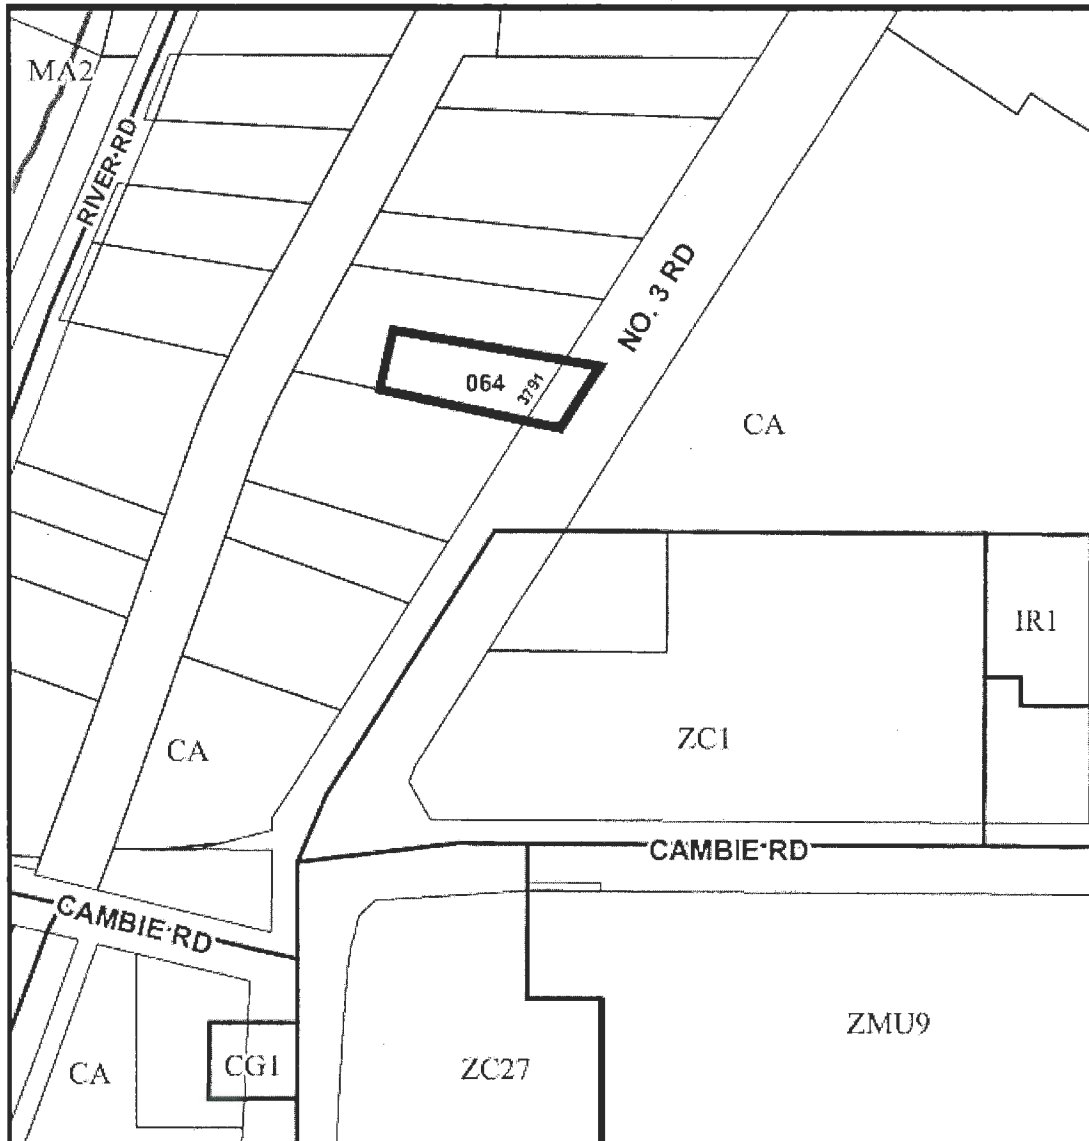 MA2
RIVER RD
NO. 3 RD
064
3791
CA
IR1
ZC1
CA
CAMBIE RD
CAMBIE RD
ZMU9
CA
CG1
ZC27